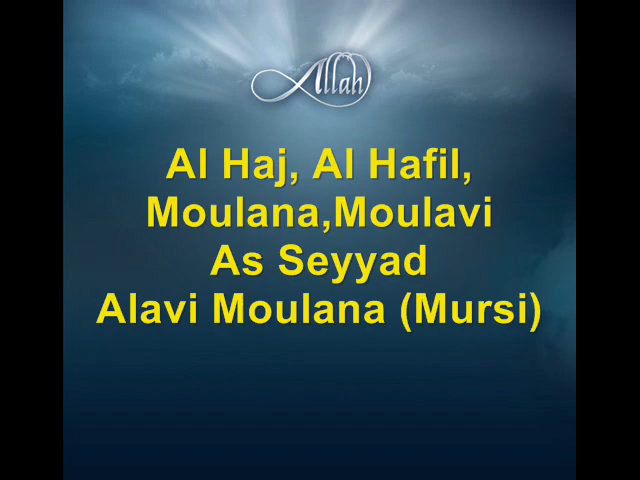 Allah
Al Haj, Al Hafil,
Moulana,Moulavi
As Seyyad
Alavi Moulana (Mursi)